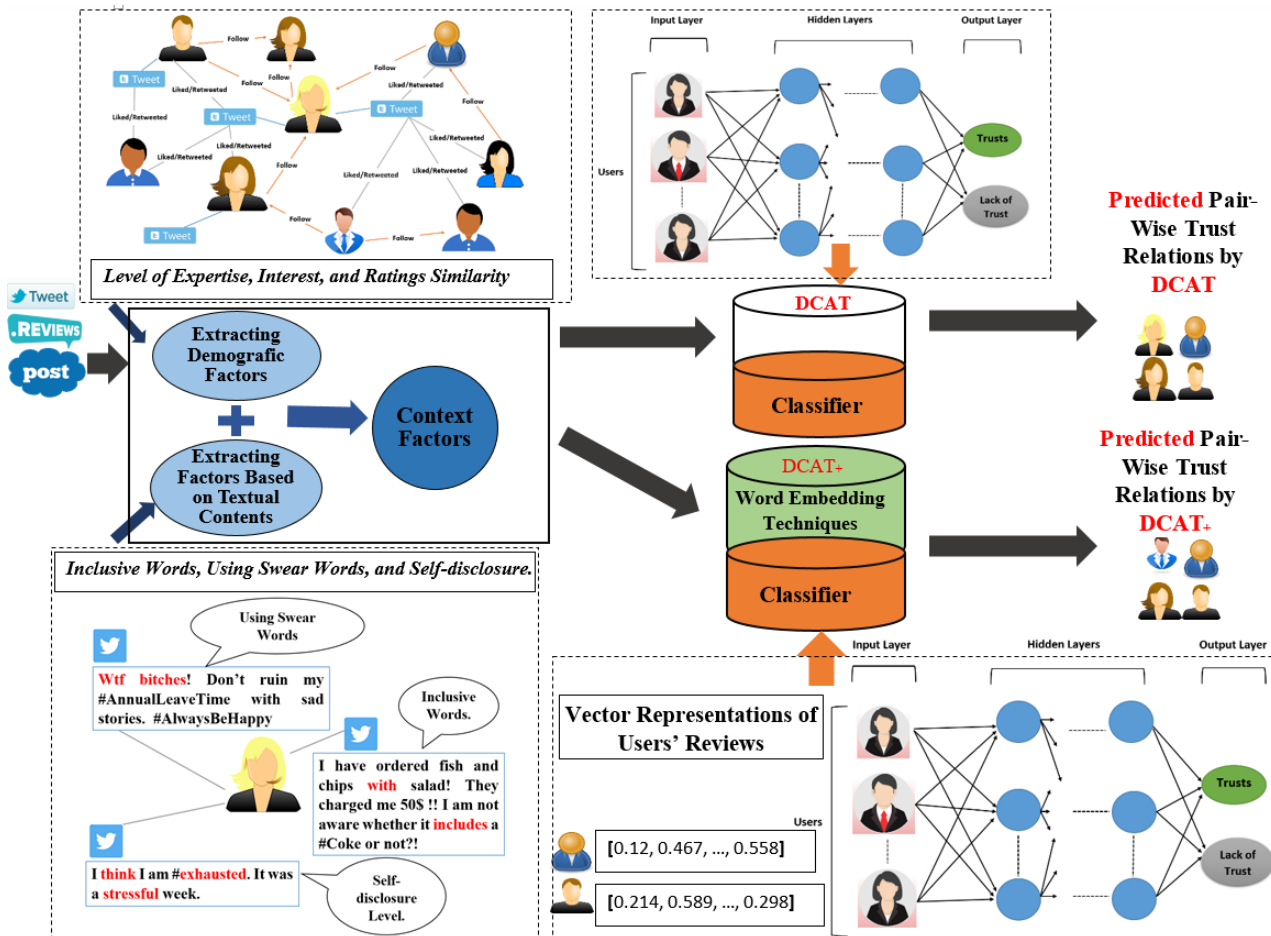 Follow
Follow
Tweet
Follow
Follow
Follow
Liked/Retweeted
Liked/Retweeted
Tweet
Tweet
Follow
Liked/Retweeted
Liked/Retweeted
Liked/Retweeted
Liked/Retweeted
Follow
Liked/Retweeted
Liked/Retweeted
Tweet
Follow
Follow
Level of Expertise, Interest, and Ratings Similarity
Input Layer
Hidden Layers
Output Layer
Users
Trusts
Lack of
Trust
Tweet
.REVIEWS
post
Extracting
Demografic
Factors
Extracting
Factors Based
on Textual
Contents
Context
Factors
DCAT
Classifier
DCAT+
Word Embedding
Techniques
Classifier
Predicted Pair-
Wise Trust
Relations by
DCAT
Predicted Pair-
Wise Trust
Relations by
DCAT+
Inclusive Words, Using Swear Words, and Self-disclosure.
Using Swear
Words
Wtf bitches! Don't ruin my
#AnnualLeaveTime with sad
stories. #AlwaysBeHappy
Inclusive
Words.
I have ordered fish and
chips with salad! They
charged me 50$ !! I am not
aware whether it includes a
#Coke or not?!
I think I am #exhausted. It was
a stressful week.
Self-
disclosure
Level.
Vector Representations of
Users' Reviews
[0.12, 0.467, ..., 0.558]
[0.214, 0.589, ..., 0.298]
Input Layer
Hidden Layers
Output Layer
Users
Trusts
Lack of
Trust